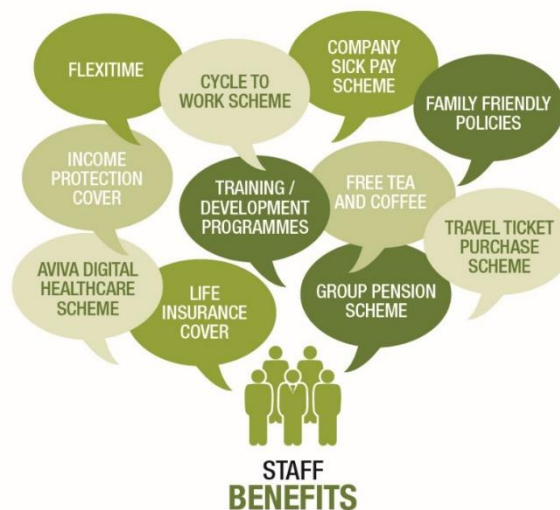 FLEXITIME
CYCLE TO
WORK SCHEME
COMPANY
SICK PAY
SCHEME
FAMILY FRIENDLY
POLICIES
INCOME
PROTECTION
COVER
TRAINING /
DEVELOPMENT
PROGRAMMES
FREE TEA
AND COFFEE
TRAVEL TICKET
PURCHASE
SCHEME
AVIVA DIGITAL
HEALTHCARE
SCHEME
LIFE
INSURANCE
COVER
GROUP PENSION
SCHEME
STAFF
BENEFITS